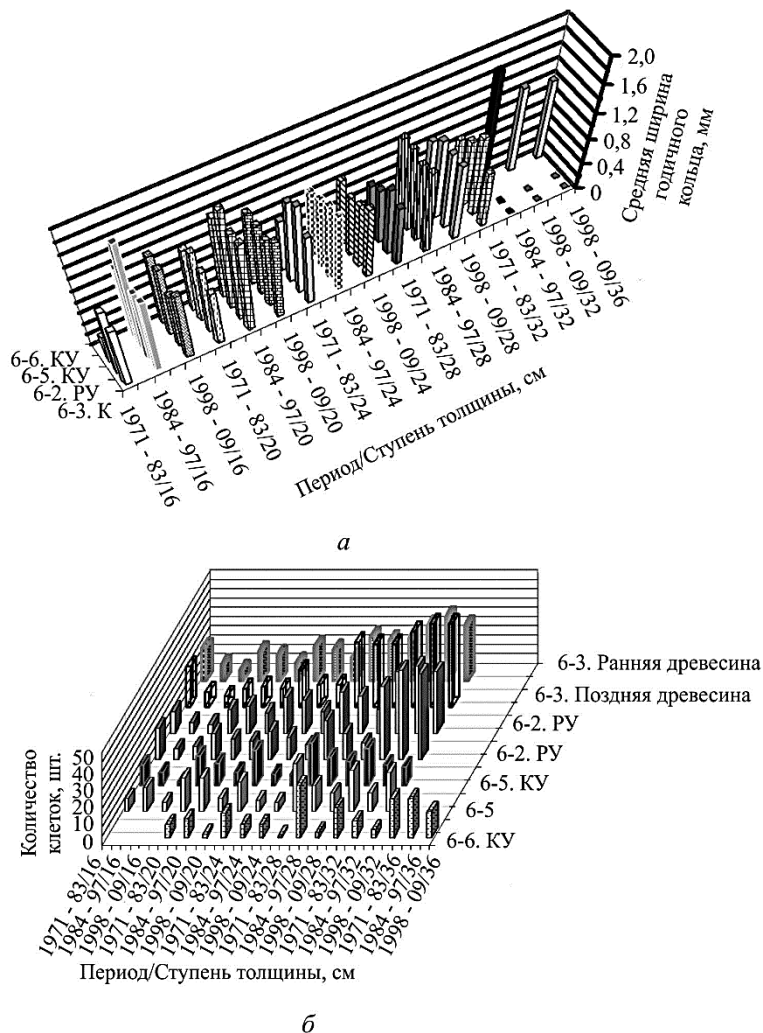 2,0
1,6
1,2
0,8
0,4
0
Средняя ширина
годичного
кольца, мм
6-6. КУ
6-5. КУ
6-2. РУ
6-3. К
1971 - 83/16
1984 - 97/16
1998 - 09/16
1971 - 83/20
1984 - 97/20
1998 - 09/20
1971 - 83/24
1984 - 97/24
1998 - 09/24
1971 - 83/28
1984 - 97/28
1998 - 09/28
1971 - 83/32
1984 - 97/32
1998 - 09/32
1998 - 09/36
Период/Ступень толщины, см
а
6-3. Ранняя древесина
6-3. Поздняя древесина
6-2. РУ
6-2. РУ
6-5. КУ
6-5
6-6. КУ
Количество
клеток, шт.
50
40
30
20
10
0
1971 - 83/16
1984 - 97/16
1998 - 09/16
1971 - 83/20
1984 - 97/20
1998 - 09/20
1971 - 83/24
1984 - 97/24
1998 - 09/24
1971 - 83/28
1984 - 97/28
1998 - 09/28
1971 - 83/32
1984 - 97/32
1998 - 09/32
1971 - 83/36
1984 - 97/36
1998 - 09/36
Период/Ступень толщины, см
б